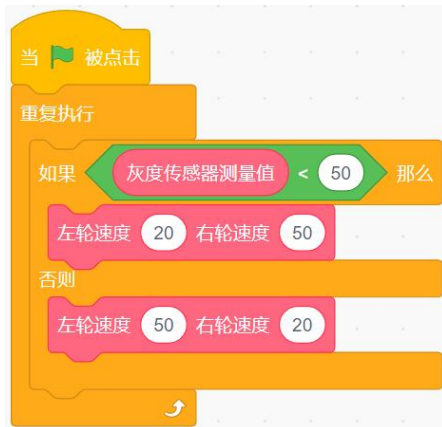 当 被点击
重复执行
如果 灰度传感器测量值 < 50 那么
左轮速度 20 右轮速度 50
否则
左轮速度 50 右轮速度 20